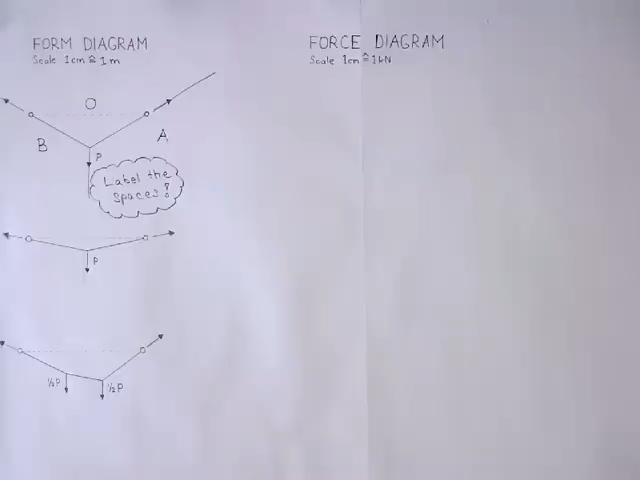 FORM DIAGRAM
Scale 1cm ≙ 1m
FORCE DIAGRAM
Scale 1cm ≙ 1kN
O
B
A
P
Label the
spaces!
P
½P
½P